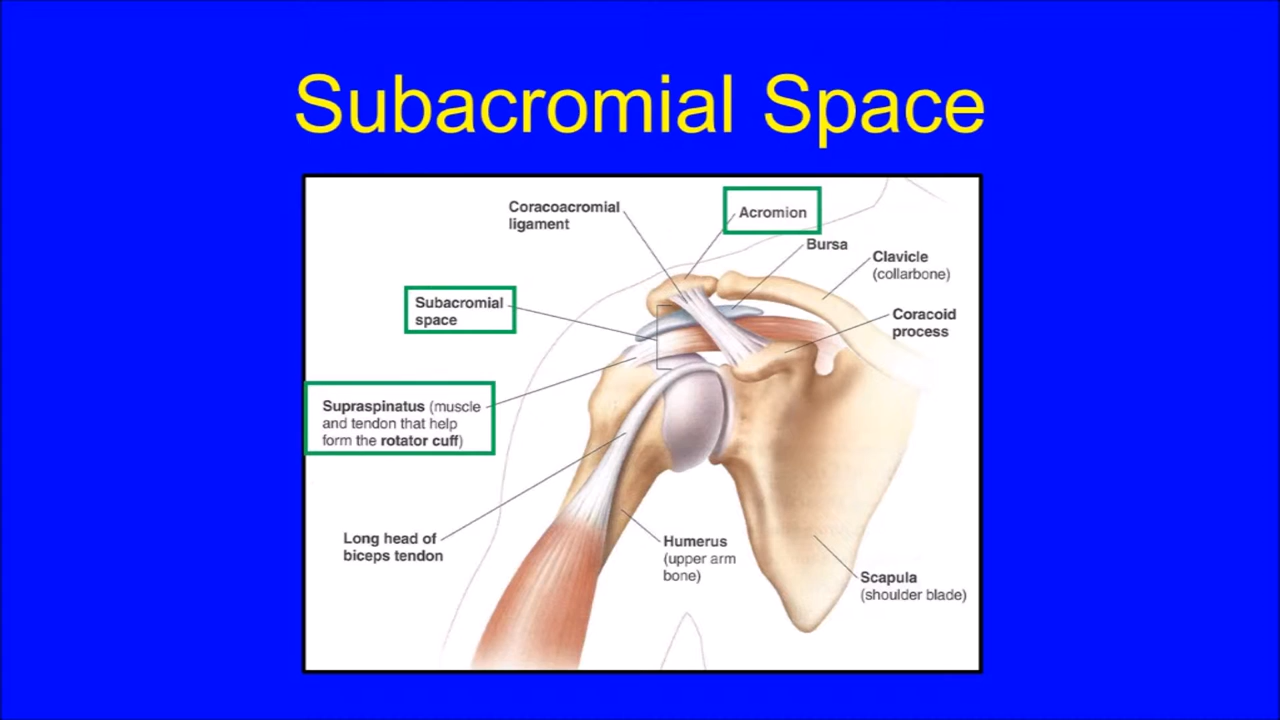 Subacromial Space
Coracoacromial
ligament
Acromion
Bursa
Clavicle
(collarbone)
Subacromial
space
Coracoid
process
Supraspinatus (muscle
and tendon that help
form the rotator cuff)
Long head of
biceps tendon
Humerus
(upper arm
bone)
Scapula
(shoulder blade)